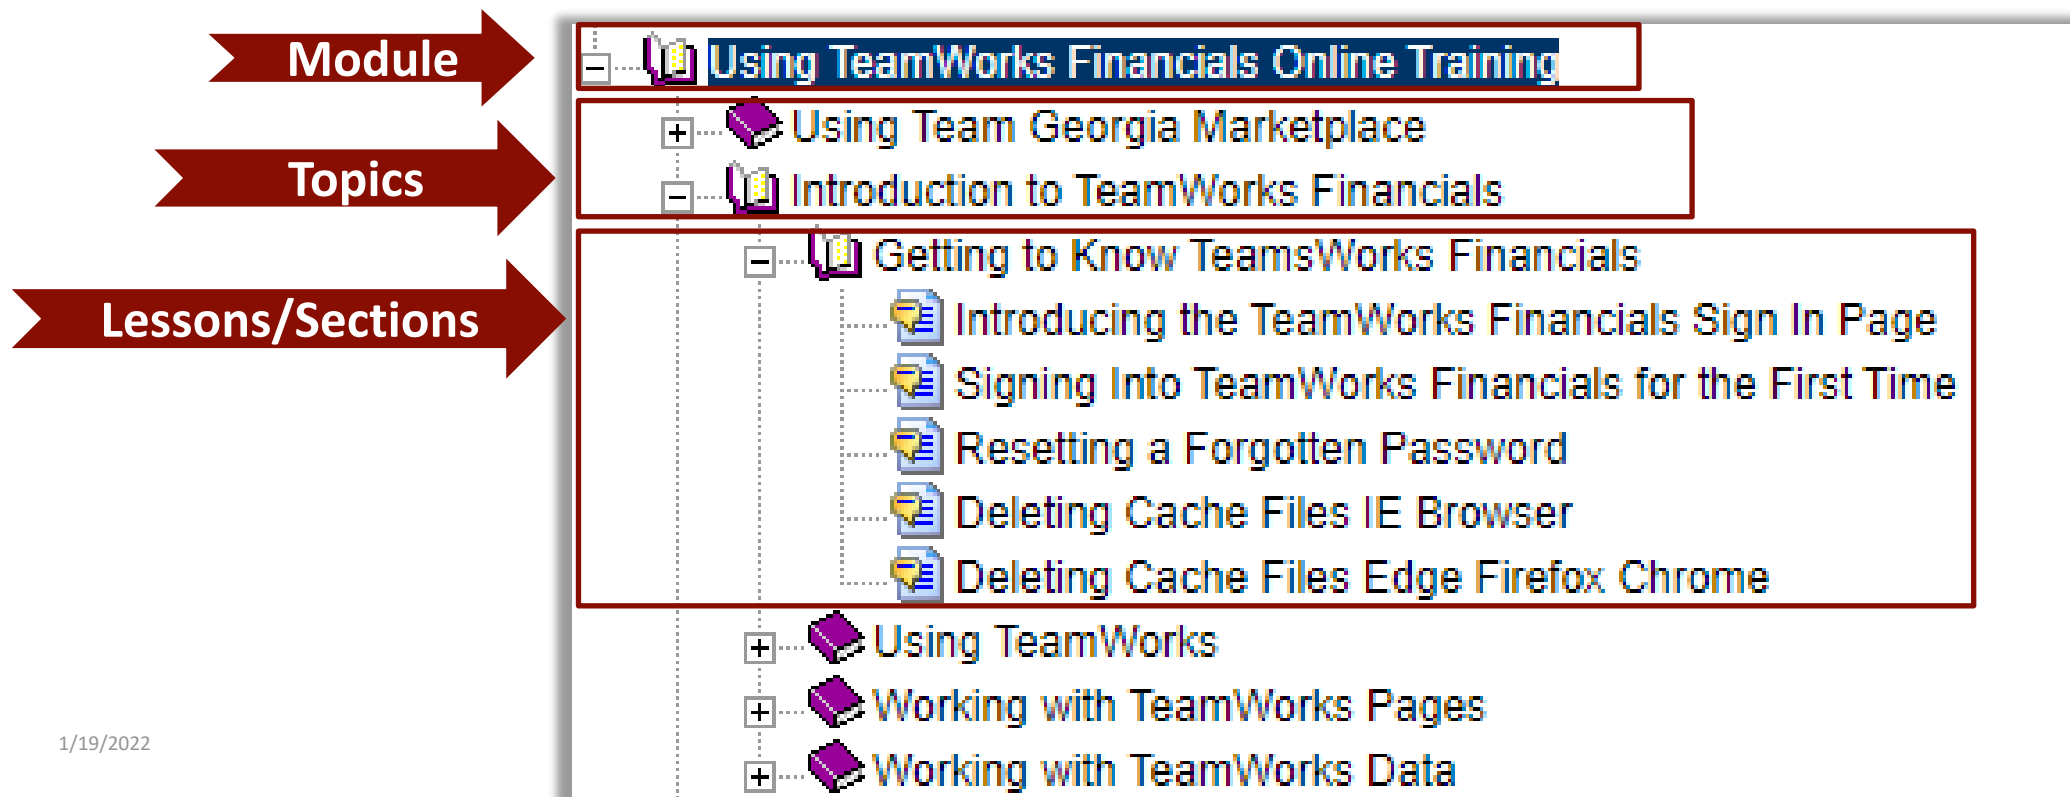 Module
Using TeamWorks Financials Online Training
Topics
Using Team Georgia Marketplace
Introduction to TeamWorks Financials
Lessons/Sections
Getting to Know TeamsWorks Financials
Introducing the TeamWorks Financials Sign In Page
Signing Into TeamWorks Financials for the First Time
Resetting a Forgotten Password
Deleting Cache Files IE Browser
Deleting Cache Files Edge Firefox Chrome
Using TeamWorks
Working with TeamWorks Pages
Working with TeamWorks Data
1/19/2022